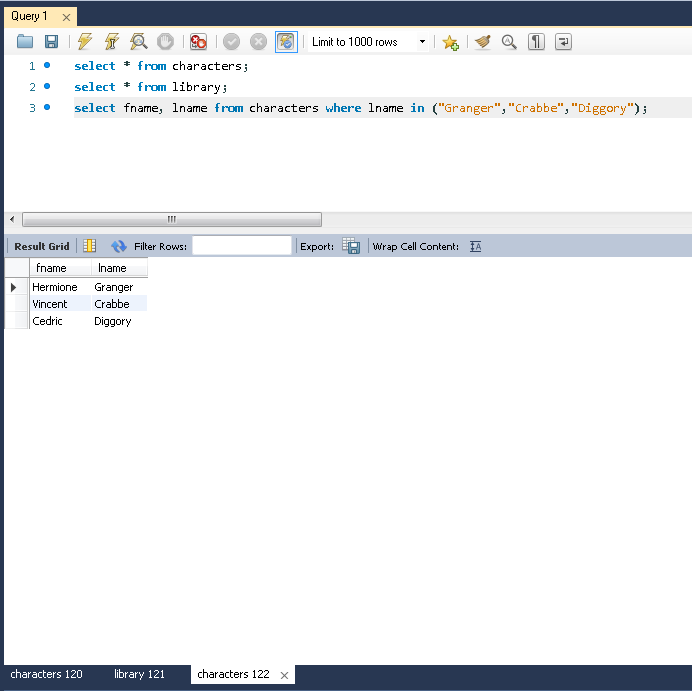 Query 1
Limit to 1000 rows
1 select * from characters;
2 select * from library;
3 select fname, lname from characters where lname in ("Granger","Crabbe","Diggory");
Result Grid Filter Rows: Export: Wrap Cell Content:
fname lname
Hermione Granger
Vincent Crabbe
Cedric Diggory
characters 120 library 121 characters 122